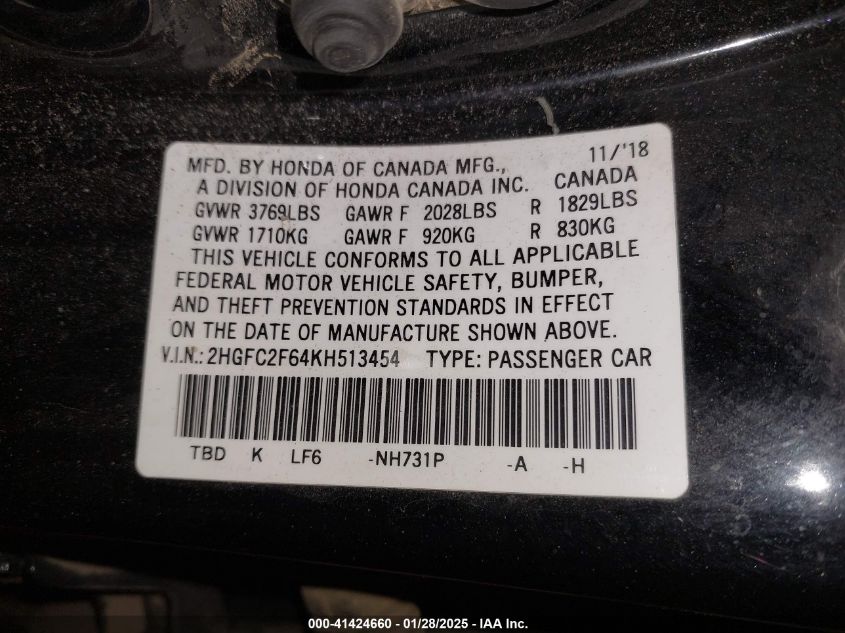 MFD. BY HONDA OF CANADA MFG., 11/'18
A DIVISION OF HONDA CANADA INC. CANADA
GVWR 3769LBS GAWR F 2028LBS R 1829LBS
GVWR 1710KG GAWR F 920KG R 830KG
THIS VEHICLE CONFORMS TO ALL APPLICABLE
FEDERAL MOTOR VEHICLE SAFETY, BUMPER,
AND THEFT PREVENTION STANDARDS IN EFFECT
ON THE DATE OF MANUFACTURE SHOWN ABOVE.
V.I.N.: 2HGFC2F64KH513454 TYPE: PASSENGER CAR
TBD K LF6 -NH731P -A -H
000-41424660 - 01/28/2025 - IAA Inc.